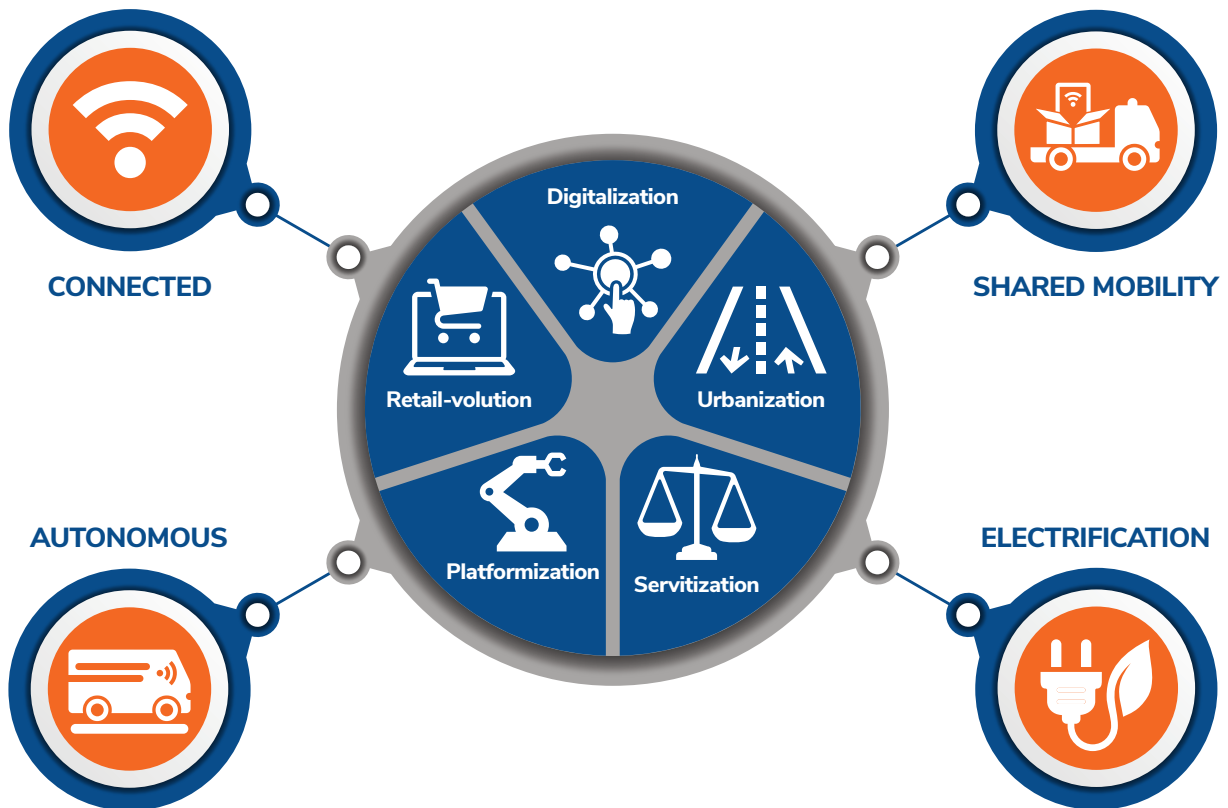 Digitalization
CONNECTED
SHARED MOBILITY
Retail-volution
Urbanization
AUTONOMOUS
ELECTRIFICATION
Platformization
Servitization